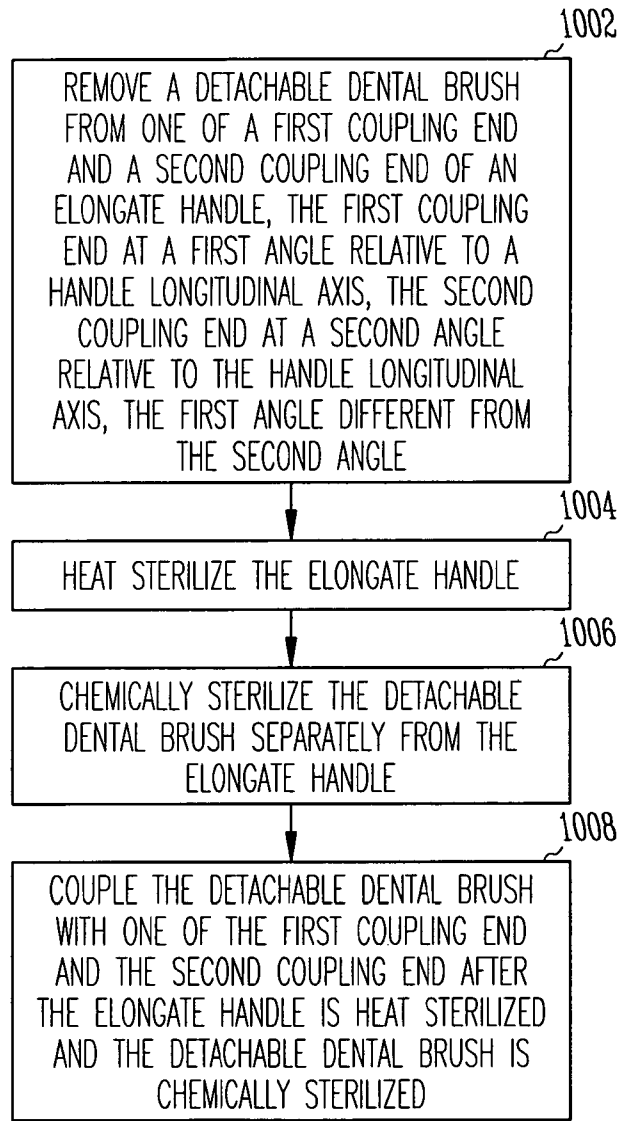 1002
REMOVE A DETACHABLE DENTAL BRUSH
FROM ONE OF A FIRST COUPLING END
AND A SECOND COUPLING END OF AN
ELONGATE HANDLE, THE FIRST COUPLING
END AT A FIRST ANGLE RELATIVE TO A
HANDLE LONGITUDINAL AXIS, THE SECOND
COUPLING END AT A SECOND ANGLE
RELATIVE TO THE HANDLE LONGITUDINAL
AXIS, THE FIRST ANGLE DIFFERENT FROM
THE SECOND ANGLE
1004
HEAT STERILIZE THE ELONGATE HANDLE
1006
CHEMICALLY STERILIZE THE DETACHABLE
DENTAL BRUSH SEPARATELY FROM THE
ELONGATE HANDLE
1008
COUPLE THE DETACHABLE DENTAL BRUSH
WITH ONE OF THE FIRST COUPLING END
AND THE SECOND COUPLING END AFTER
THE ELONGATE HANDLE IS HEAT STERILIZED
AND THE DETACHABLE DENTAL BRUSH IS
CHEMICALLY STERILIZED